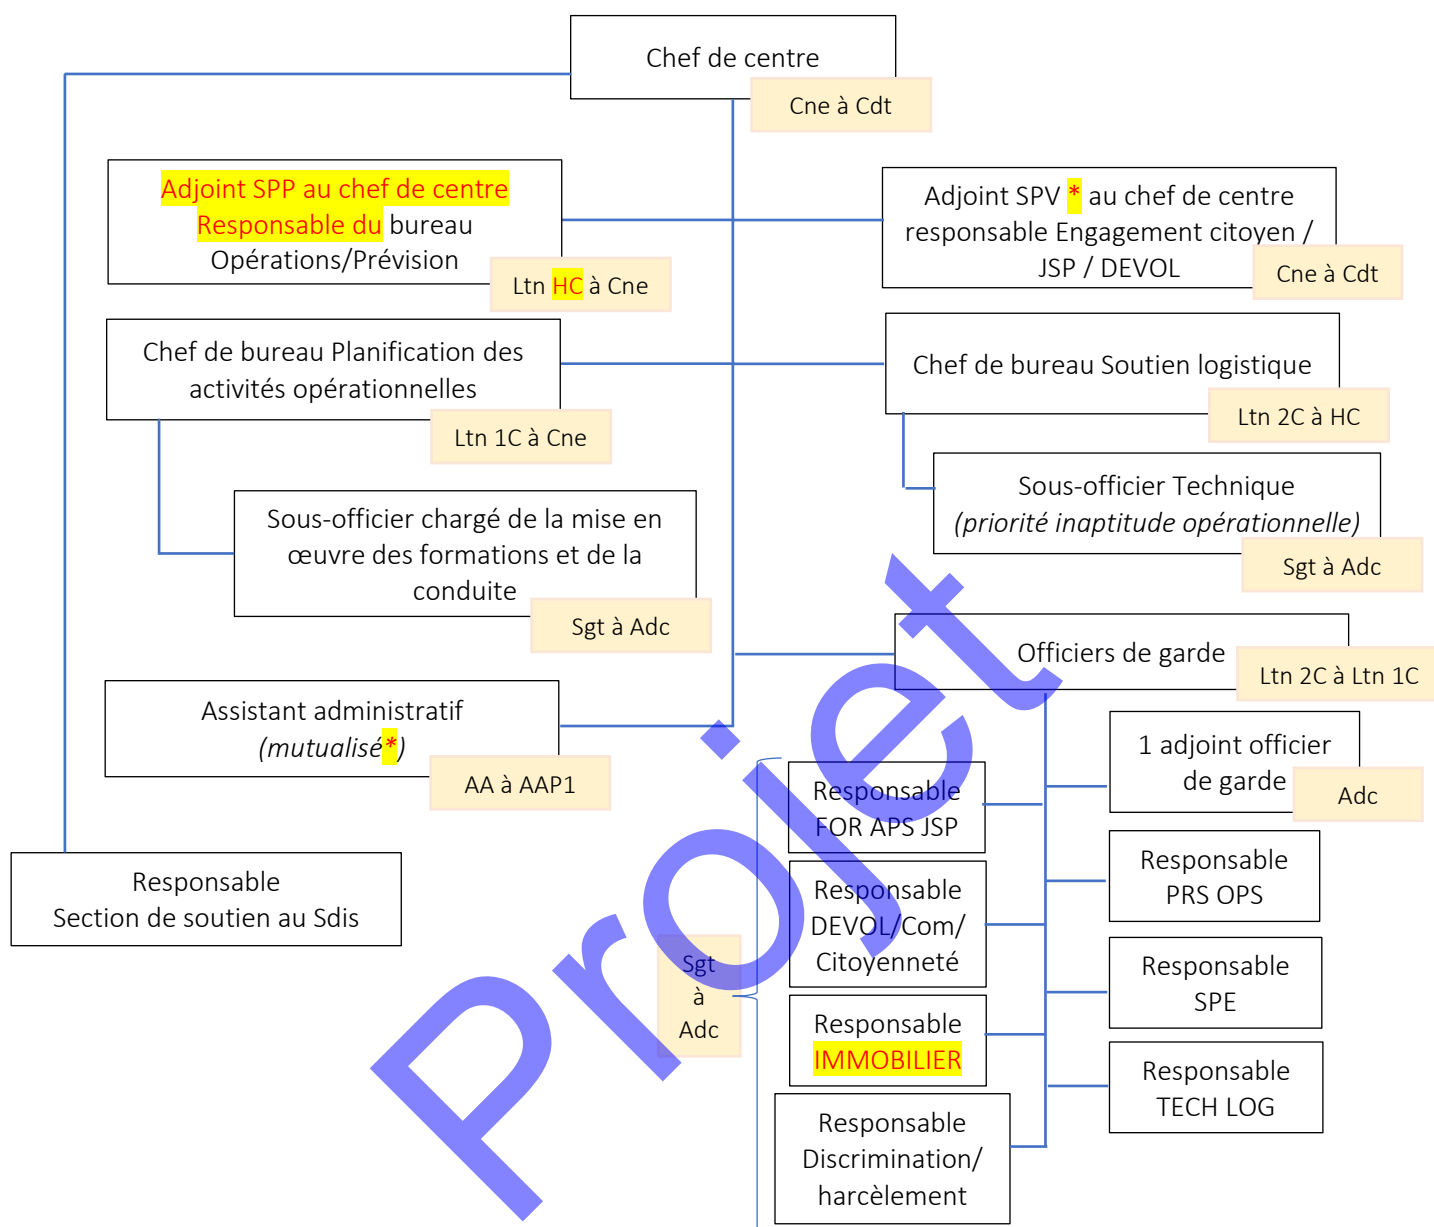 Chef de centre
Cne à Cdt
Adjoint SPP au chef de centre
Responsable du bureau
Opérations/Prévision
Ltn HC à Cne
Adjoint SPV * au chef de centre
responsable Engagement citoyen /
JSP / DEVOL
Cne à Cdt
Chef de bureau Planification des
activités opérationnelles
Ltn 1C à Cne
Chef de bureau Soutien logistique
Ltn 2C à HC
Sous-officier chargé de la mise en
œuvre des formations et de la
conduite
Sgt à Adc
Sous-officier Technique
(priorité inaptitude opérationnelle)
Sgt à Adc
Officiers de garde
Ltn 2C à Ltn 1C
Assistant administratif
(mutualisé*)
AA à AAP1
1 adjoint officier
de garde
Adc
Responsable
Section de soutien au Sdis
Responsable
FOR APS JSP
Responsable
PRS OPS
Responsable
DEVOL/Com/
Citoyenneté
Sgt
à
Adc
Responsable
SPE
Responsable
IMMOBILIER
Responsable
TECH LOG
Responsable
Discrimination/
harcèlement
Projet